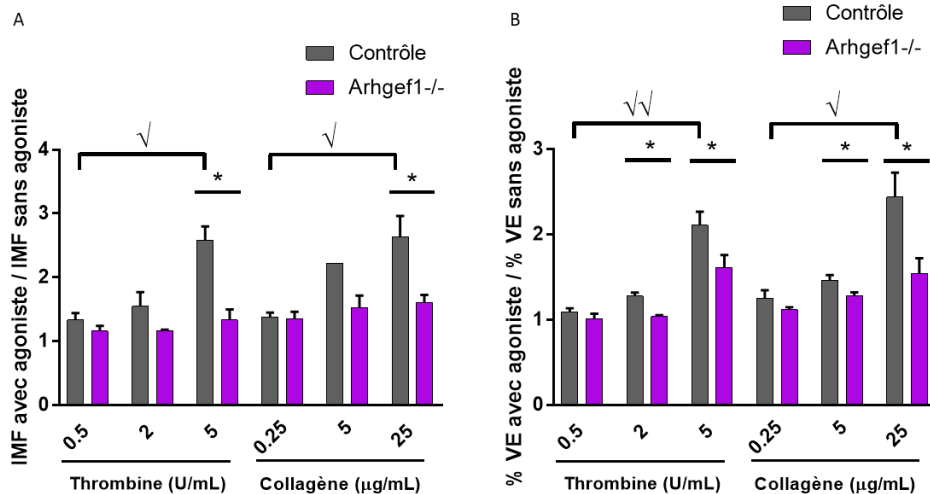 A
Contrôle
Arhgef1-/-
IMF avec agoniste / IMF sans agoniste
√
√
*
*
4
3
2
1
0
0.5
2
5
0.25
5
25
Thrombine (U/mL)
Collagène (μg/mL)
B
Contrôle
Arhgef1-/-
% VE avec agoniste / % VE sans agoniste
√√
√
*
*
*
*
3
2
1
0
0.5
2
5
0.25
5
25
Thrombine (U/mL)
Collagène (μg/mL)